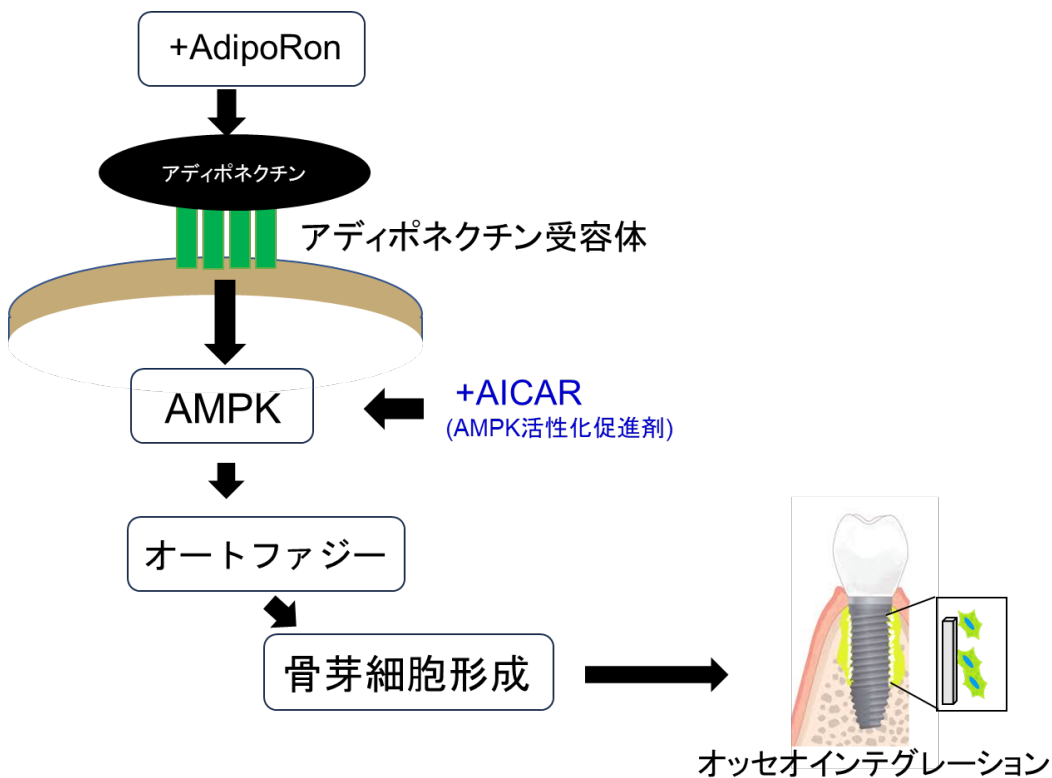 +AdipoRon
アディポネクチン
アディポネクチン受容体
AMPK
+AICAR
(AMPK活性化促進剤)
オートファジー
骨芽細胞形成
オッセオインテグレーション